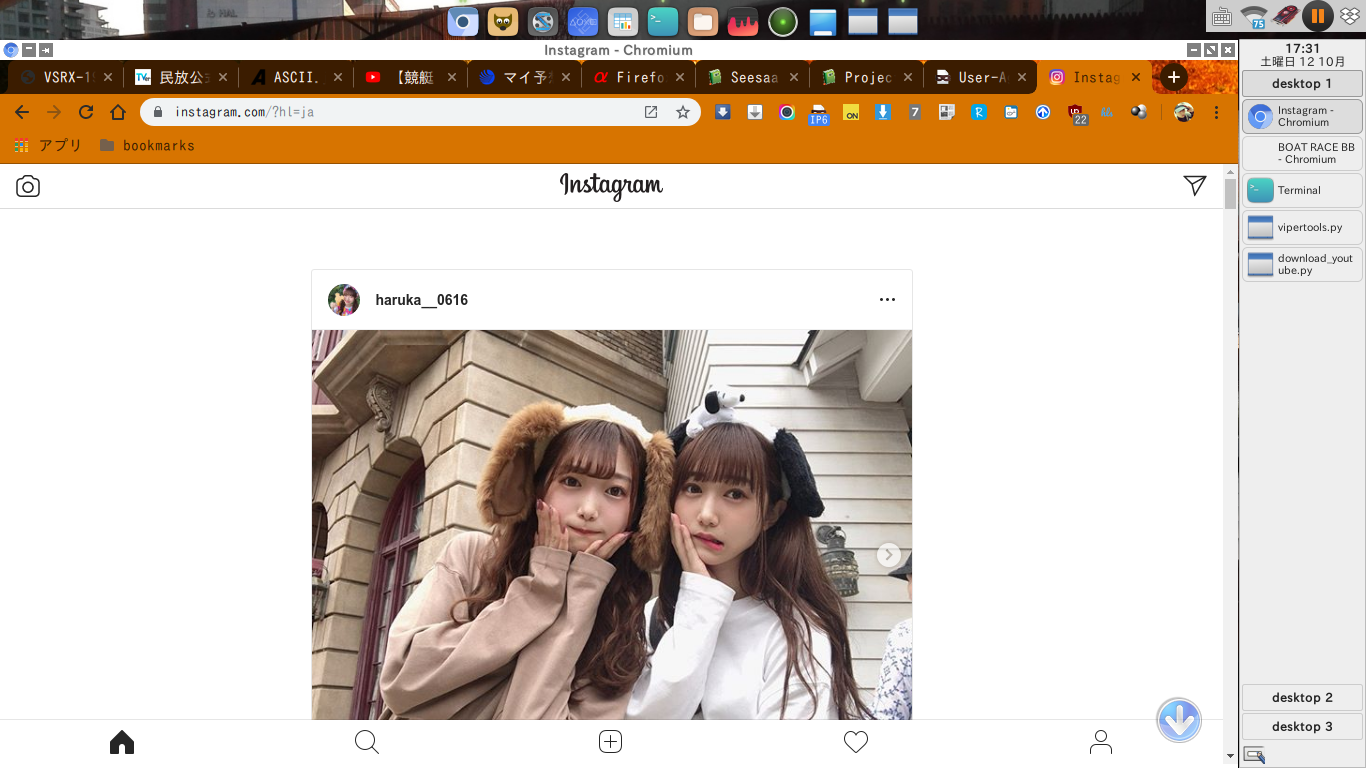 75
Instagram - Chromium
VSRX-1
民放公
ASCII.
【競艇
マイ予
Firefo
Seesaa
Projec
User-A
Instag
instagram.com/?hl=ja
IP6
ON
7
R
22
アプリ
bookmarks
Instagram
haruka__0616
17:31
土曜日 12 10月
desktop 1
Instagram -
Chromium
BOAT RACE BB
- Chromium
Terminal
vipertools.py
download_yout
ube.py
desktop 2
desktop 3